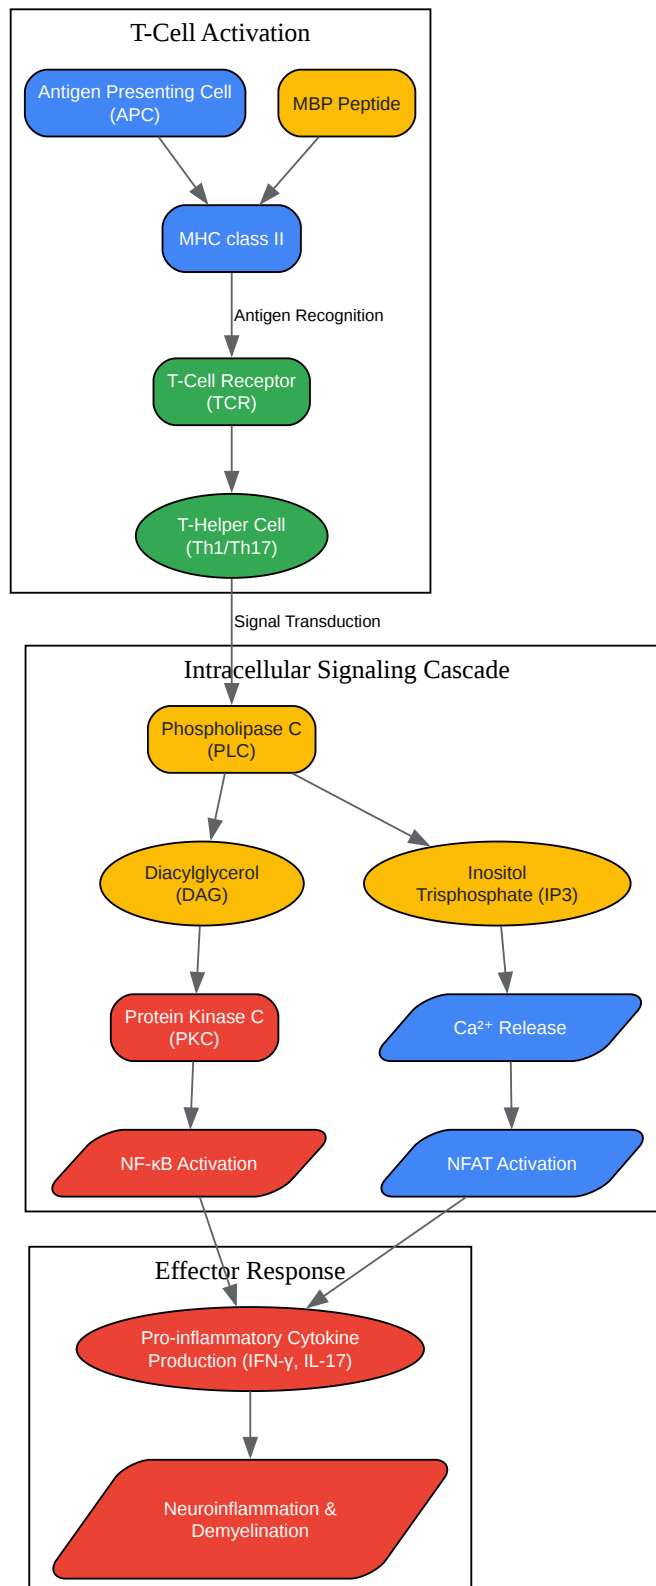 T-Cell Activation
Antigen Presenting Cell
(APC)
MBP Peptide
MHC class II
Antigen Recognition
T-Cell Receptor
(TCR)
T-Helper Cell
(Th1/Th17)
Signal Transduction
Intracellular Signaling Cascade
Phospholipase C
(PLC)
Diacylglycerol
(DAG)
Inositol
Trisphosphate (IP3)
Protein Kinase C
(PKC)
Ca²⁺ Release
NF-κB Activation
NFAT Activation
Effector Response
Pro-inflammatory Cytokine
Production (IFN-γ, IL-17)
Neuroinflammation &
Demyelination